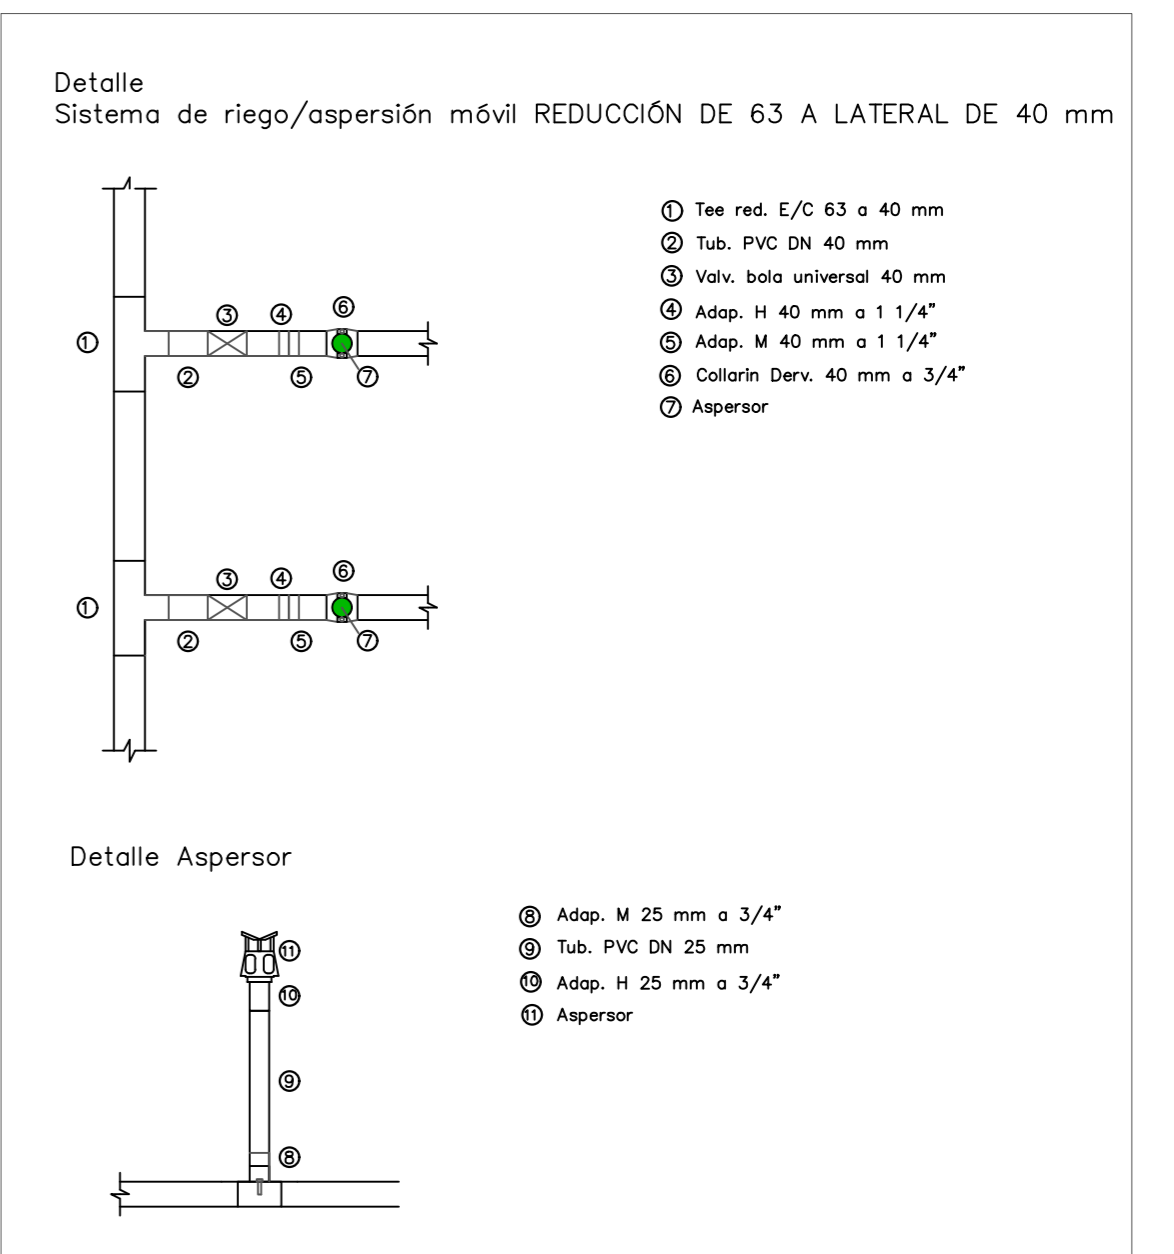 Detalle
Sistema de riego/aspersión móvil REDUCCIÓN DE 63 A LATERAL DE 40 mm
① Tee red. E/C 63 a 40 mm
② Tub. PVC DN 40 mm
③ Valv. bola universal 40 mm
④ Adap. H 40 mm a 1 1/4"
⑤ Adap. M 40 mm a 1 1/4"
⑥ Collarin Derv. 40 mm a 3/4"
⑦ Aspersor
③ ④ ⑥
①
② ⑤ ⑦
③ ④ ⑥
①
② ⑤ ⑦
Detalle Aspersor
⑧ Adap. M 25 mm a 3/4"
⑨ Tub. PVC DN 25 mm
⑩ Adap. H 25 mm a 3/4"
⑪ Aspersor
⑪
⑩
⑨
⑧